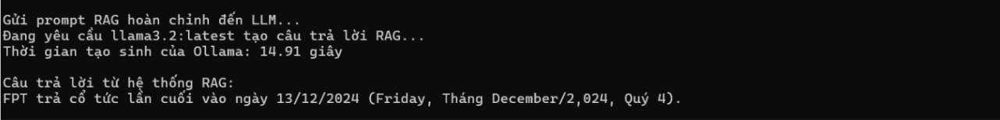 Gửi prompt RAG hoàn chỉnh đến LLM...
Đang yêu cầu llama3.2:latest tạo câu trả lời RAG...
Thời gian tạo sinh của Ollama: 14.91 giây
Câu trả lời từ hệ thống RAG:
FPT trả cổ tức lần cuối vào ngày 13/12/2024 (Friday, Tháng December/2,024, Quý 4).